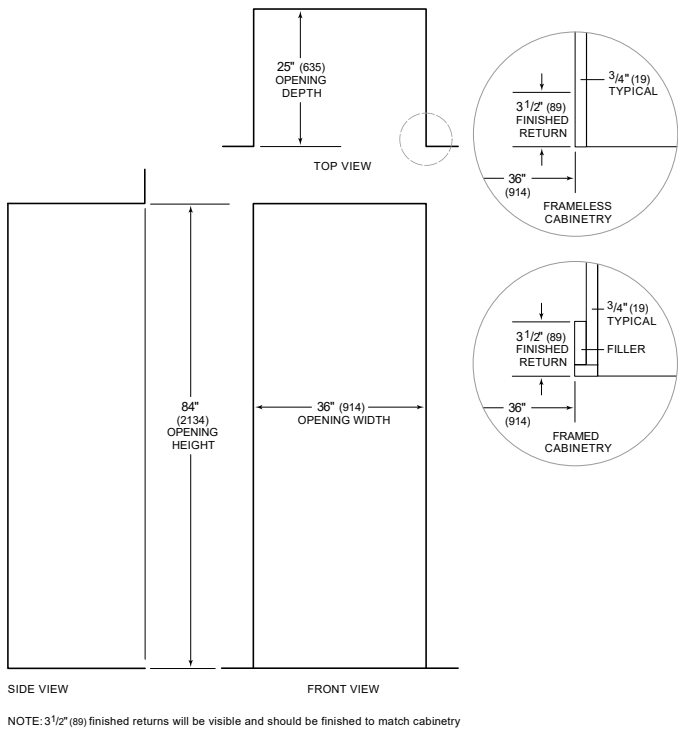 25" (635)
OPENING
DEPTH
TOP VIEW
3/4" (19)
TYPICAL
3 1/2" (89)
FINISHED
RETURN
36"
(914)
FRAMELESS
CABINETRY
3/4" (19)
TYPICAL
3 1/2" (89)
FINISHED
RETURN
FILLER
36"
(914)
FRAMED
CABINETRY
84"
(2134)
OPENING
HEIGHT
36" (914)
OPENING WIDTH
SIDE VIEW
FRONT VIEW
NOTE: 3 1/2" (89) finished returns will be visible and should be finished to match cabinetry